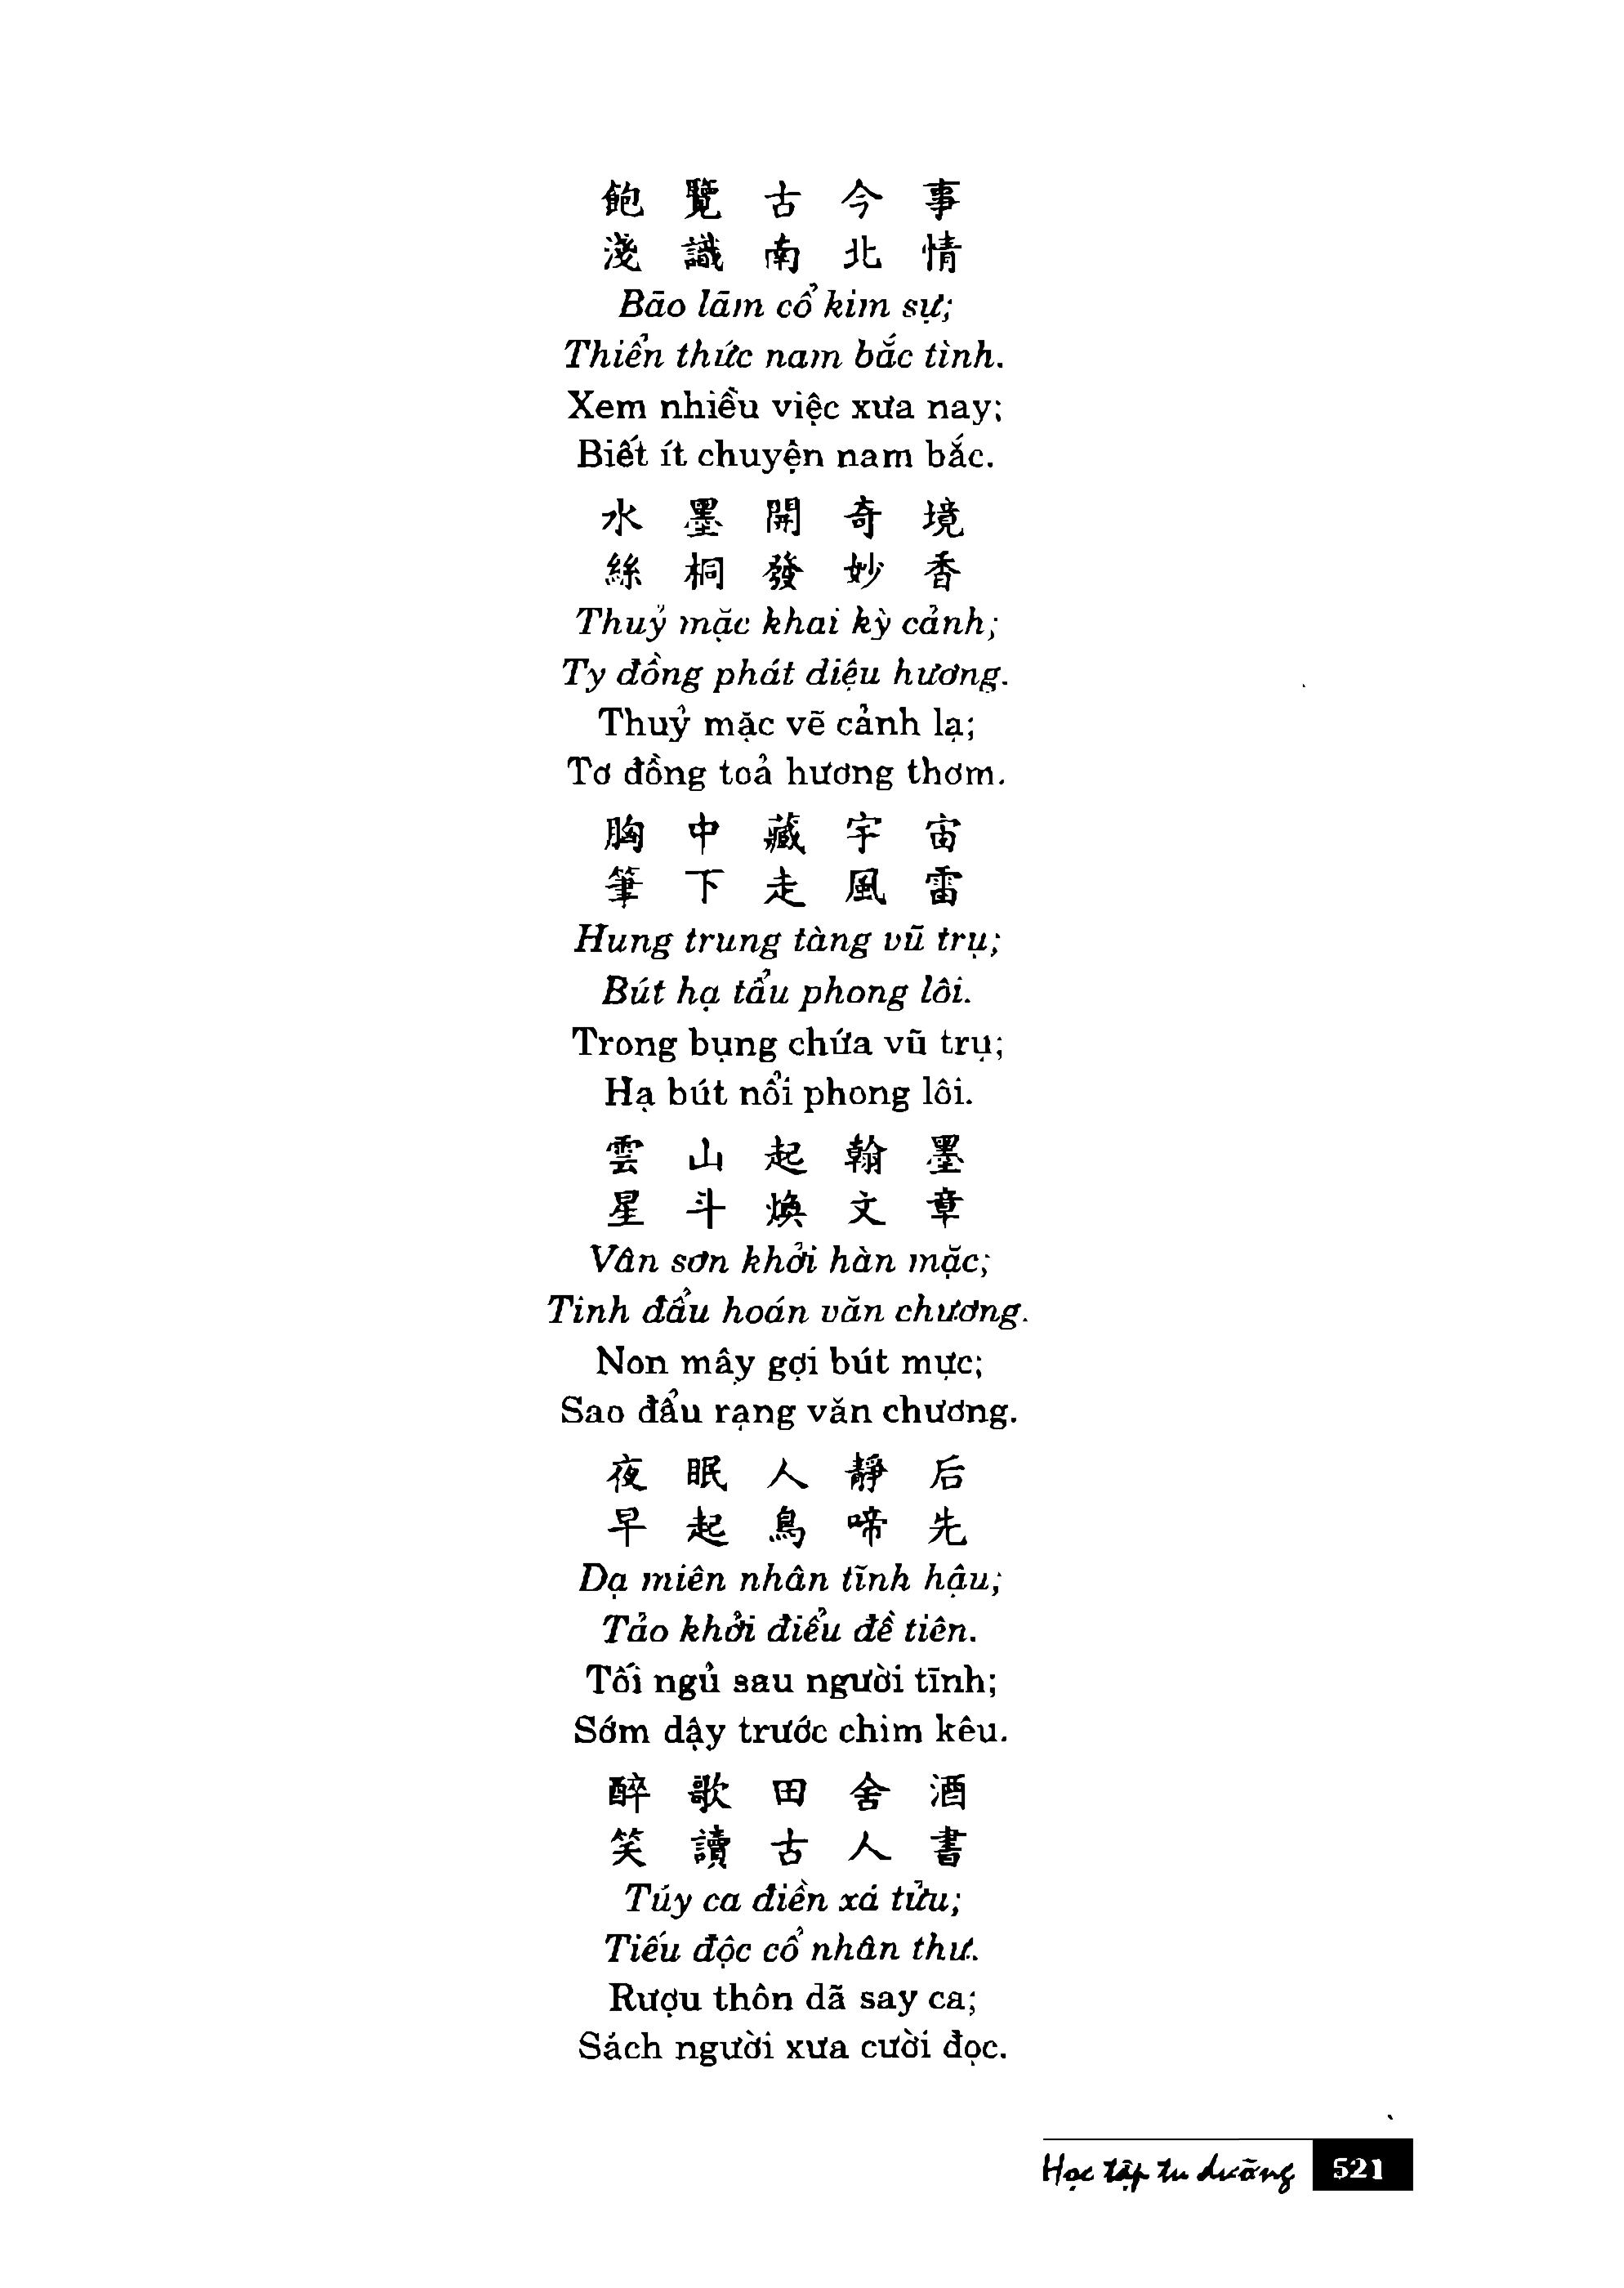 飽覽古今事
淺識南北情
Bão lãm cổ kim sự;
Thiển thức nam bắc tình.
Xem nhiều việc xưa nay;
Biết ít chuyện nam bắc.
水墨開奇境
絲桐發妙香
Thuỷ mặc khai kỳ cảnh;
Ty đồng phát diệu hương.
Thuỷ mặc vẽ cảnh lạ;
Tơ đồng toả hương thơm.
胸中藏宇宙
筆下走風雷
Hung trung tàng vũ trụ;
Bút hạ tẩu phong lôi.
Trong bụng chứa vũ trụ;
Hạ bút nổi phong lôi.
雲山起翰墨
星斗煥文章
Vân sơn khởi hàn mặc;
Tinh đẩu hoán văn chương.
Non mây gợi bút mực;
Sao đẩu rạng văn chương.
夜眠人靜后
早起鳥啼先
Dạ miên nhân tĩnh hậu;
Tảo khởi điểu đề tiên.
Tối ngủ sau người tĩnh;
Sớm dậy trước chim kêu.
醉歌田舍酒
笑讀古人書
Túy ca điền xá tửu;
Tiếu độc cổ nhân thư.
Rượu thôn dã say ca;
Sách người xưa cười đọc.
Học tập tu dưỡng 521